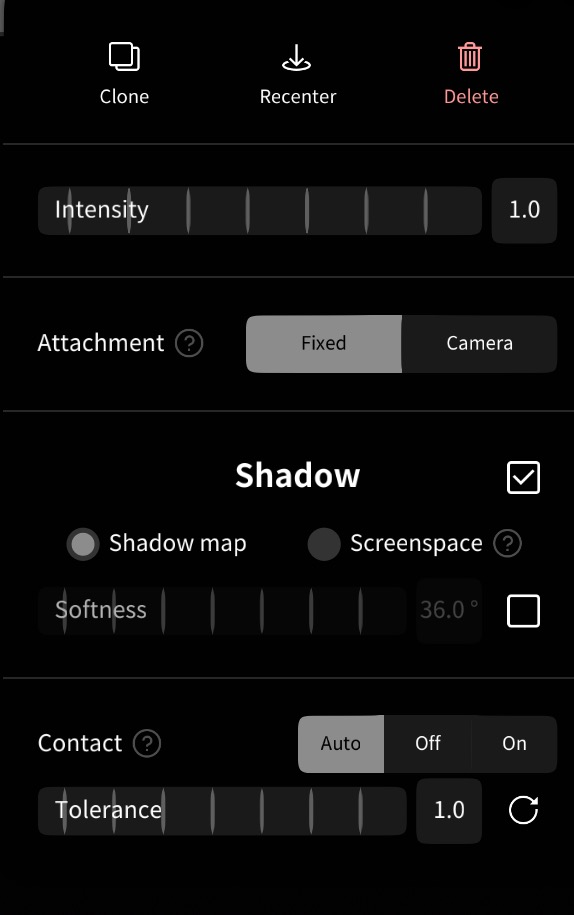 Clone Recenter Delete
Intensity 1.0
Attachment ? Fixed Camera
Shadow
Shadow map Screenspace ?
Softness 36.0 °
Contact ? Auto Off On
Tolerance 1.0